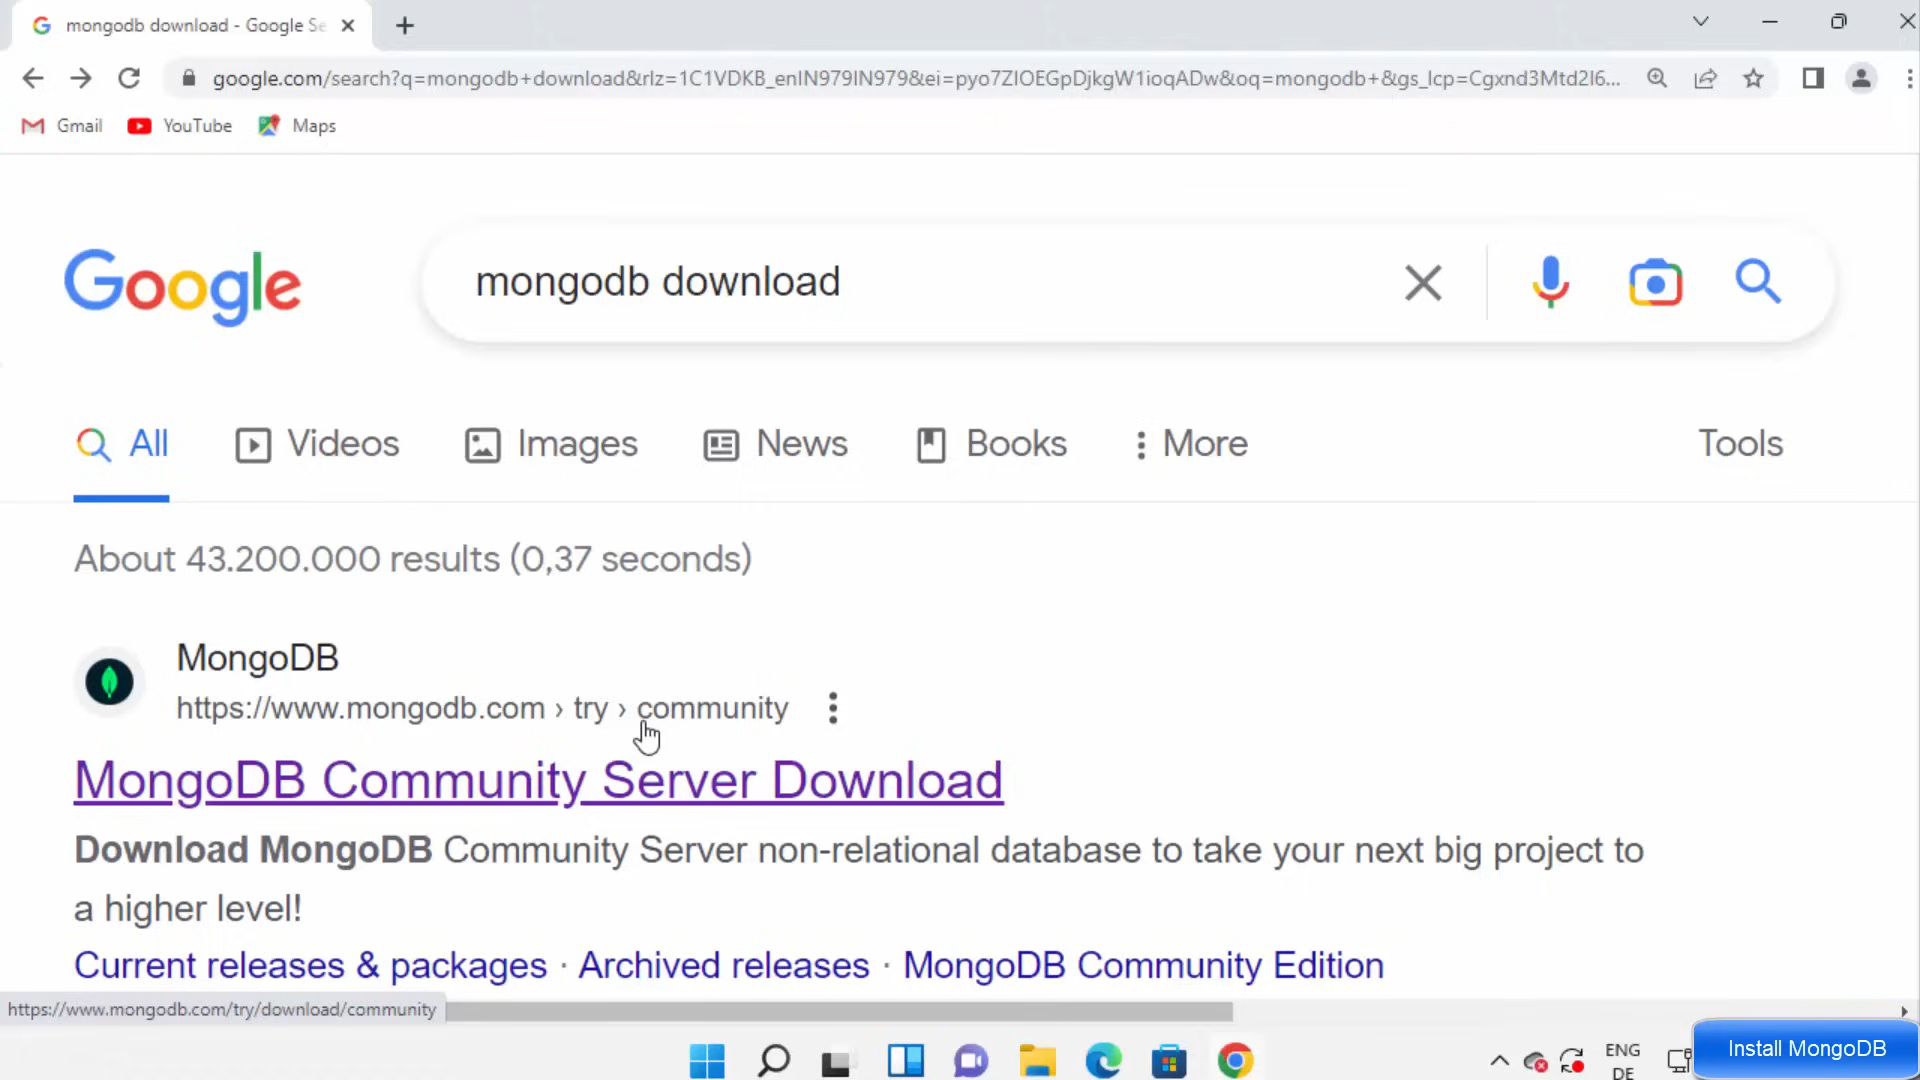 mongodb download - Google Se
google.com/search?q=mongodb+download&rlz=1C1VDKB_enIN979IN979&ei=pyo7ZIOEGpDjkgW1ioqADw&oq=mongodb+&gs_lcp=Cgxnd3Mtd2l6...
Gmail YouTube Maps
Google
mongodb download
All Videos Images News Books More Tools
About 43.200.000 results (0,37 seconds)
MongoDB
https://www.mongodb.com › try › community
MongoDB Community Server Download
Download MongoDB Community Server non-relational database to take your next big project to
a higher level!
Current releases & packages · Archived releases · MongoDB Community Edition
https://www.mongodb.com/try/download/community
ENG
DE
Install MongoDB